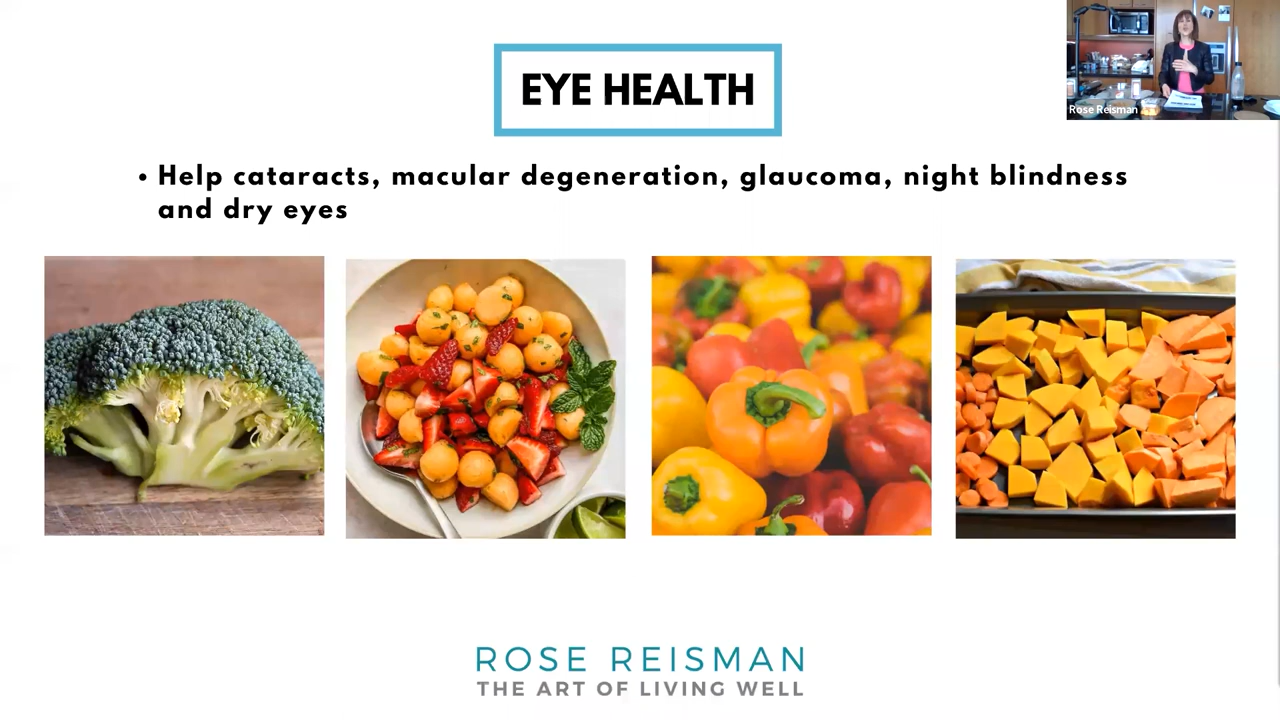 EYE HEALTH
Rose Reisman
• Help cataracts, macular degeneration, glaucoma, night blindness
and dry eyes
ROSE REISMAN
THE ART OF LIVING WELL